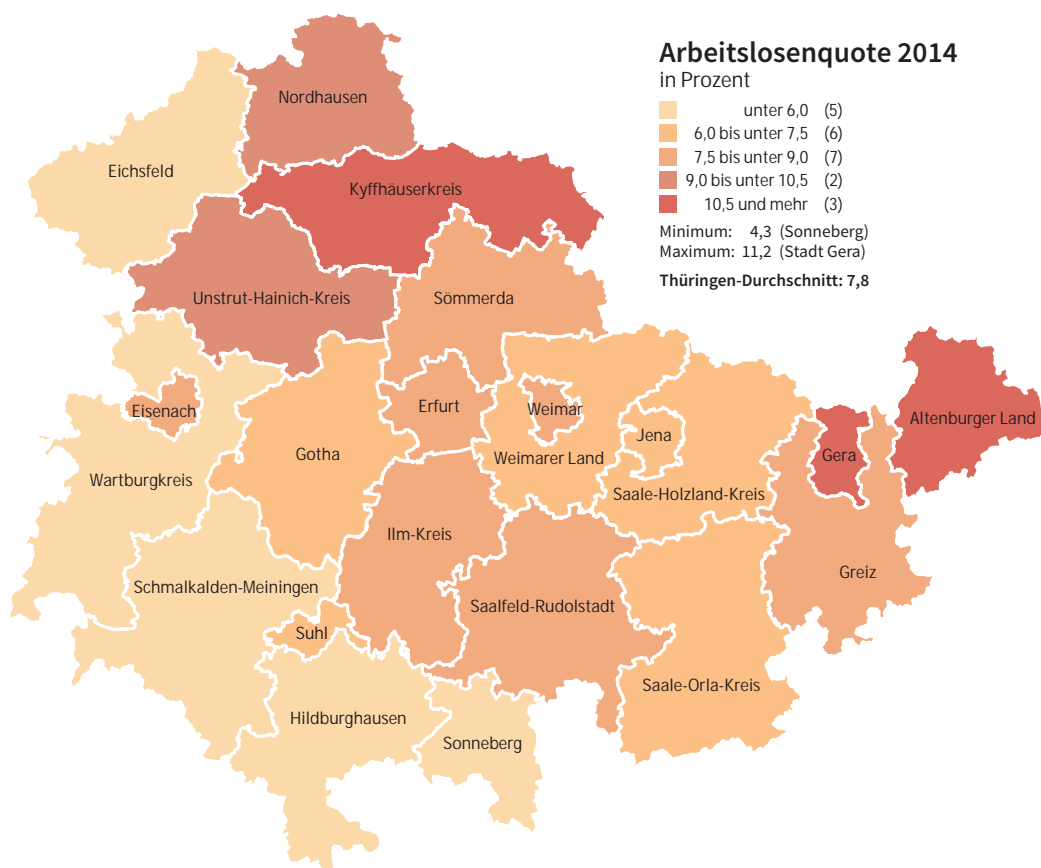 Arbeitslosenquote 2014
in Prozent
unter 6,0 (5)
6,0 bis unter 7,5 (6)
7,5 bis unter 9,0 (7)
9,0 bis unter 10,5 (2)
10,5 und mehr (3)
Minimum: 4,3 (Sonneberg)
Maximum: 11,2 (Stadt Gera)
Thüringen-Durchschnitt: 7,8
Nordhausen
Eichsfeld
Kyffhäuserkreis
Unstrut-Hainich-Kreis
Sömmerda
Eisenach
Erfurt
Weimar
Altenburger Land
Jena
Gotha
Weimarer Land
Gera
Wartburgkreis
Saale-Holzland-Kreis
Ilm-Kreis
Greiz
Schmalkalden-Meiningen
Saalfeld-Rudolstadt
Suhl
Saale-Orla-Kreis
Hildburghausen
Sonneberg